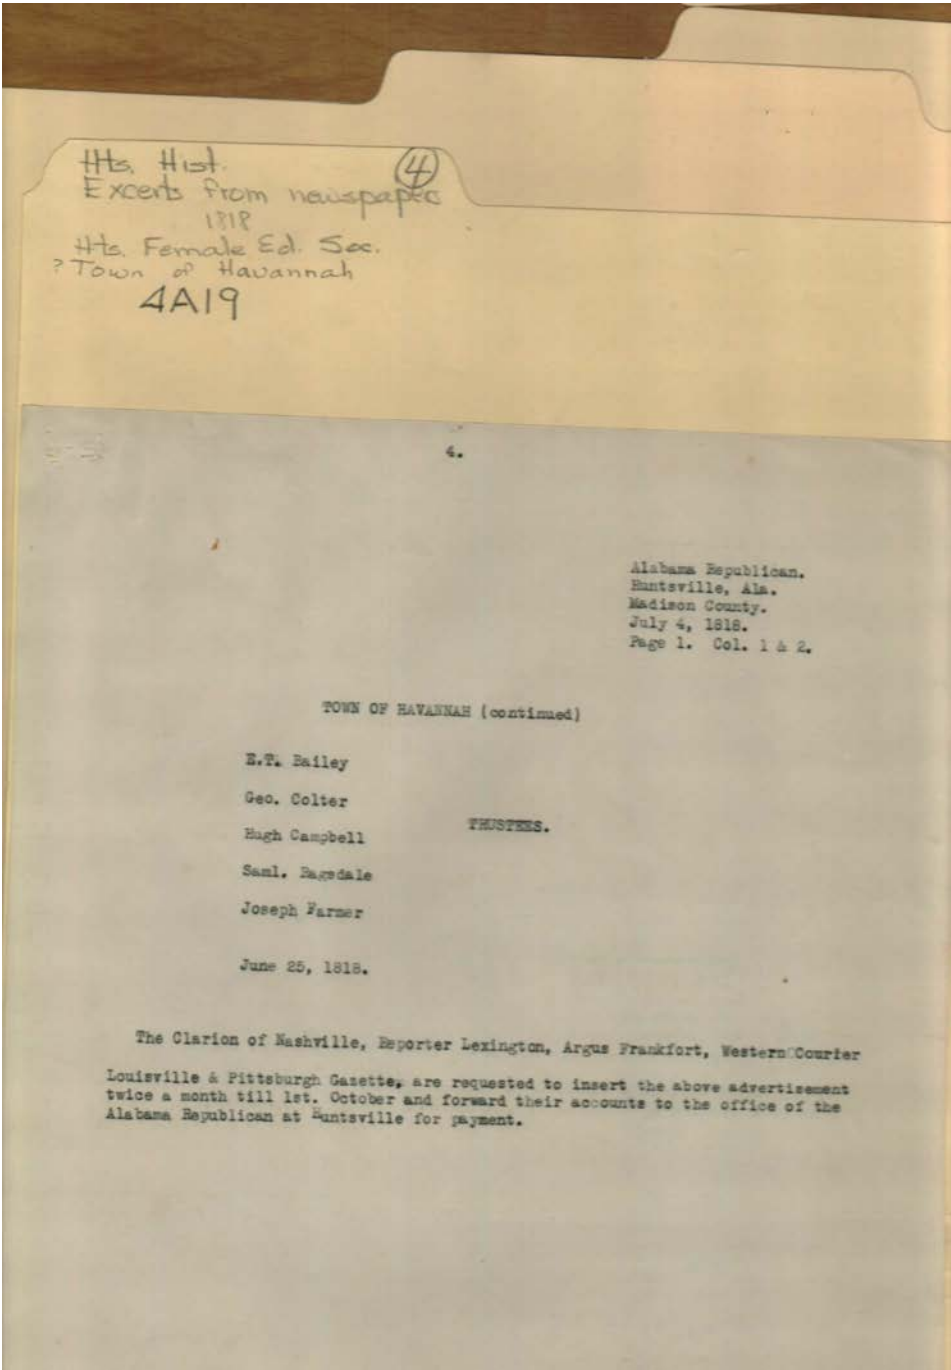 Hts. Hist. 4
Excerts from newspaper
1818
Hts. Female Ed. Soc.
? Town of Havannah
4A19
4.
Alabama Republican.
Huntsville, Ala.
Madison County.
July 4, 1818.
Page 1. Col. 1 & 2.
TOWN OF HAVANNAH (continued)
E.T. Bailey
Geo. Colter
TRUSTEES.
Hugh Campbell
Saml. Ragsdale
Joseph Farmer
June 25, 1818.
The Clarion of Nashville, Reporter Lexington, Argus Frankfort, Western Courier
Louisville & Pittsburgh Gazette, are requested to insert the above advertisement
twice a month till 1st. October and forward their accounts to the office of the
Alabama Republican at Huntsville for payment.